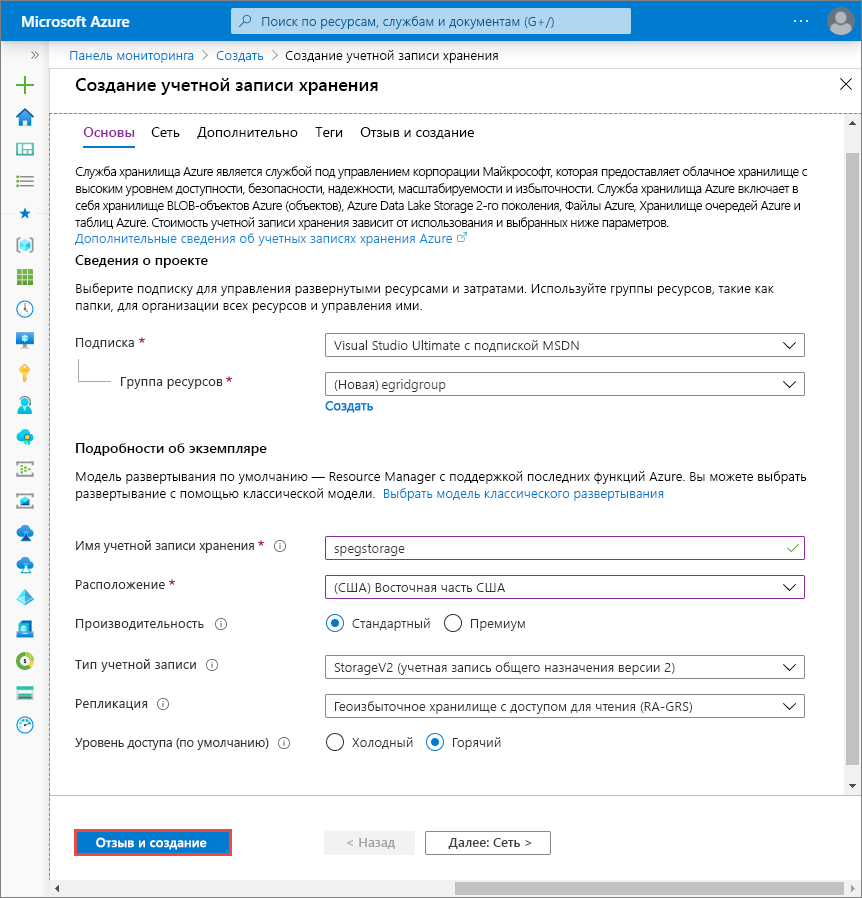 Microsoft Azure
Поиск по ресурсам, службам и документам (G+/)
Панель мониторинга > Создать > Создание учетной записи хранения
Создание учетной записи хранения
Основы Сеть Дополнительно Теги Отзыв и создание
Служба хранилища Azure является службой под управлением корпорации Майкрософт, которая предоставляет облачное хранилище с
высоким уровнем доступности, безопасности, надежности, масштабируемости и избыточности. Служба хранилища Azure включает в
себя хранилище BLOB-объектов Azure (объектов), Azure Data Lake Storage 2-го поколения, Файлы Azure, Хранилище очередей Azure и
таблиц Azure. Стоимость учетной записи хранения зависит от использования и выбранных ниже параметров.
Дополнительные сведения об учетных записях хранения Azure
Сведения о проекте
Выберите подписку для управления развернутыми ресурсами и затратами. Используйте группы ресурсов, такие как
папки, для организации всех ресурсов и управления ими.
Подписка * Visual Studio Ultimate с подпиской MSDN
Группа ресурсов * (Новая) egridgroup
Создать
Подробности об экземпляре
Модель развертывания по умолчанию — Resource Manager с поддержкой последних функций Azure. Вы можете выбрать
развертывание с помощью классической модели. Выбрать модель классического развертывания
Имя учетной записи хранения * spegstorage
Расположение * (США) Восточная часть США
Производительность Стандартный Премиум
Тип учетной записи StorageV2 (учетная запись общего назначения версии 2)
Репликация Геоизбыточное хранилище с доступом для чтения (RA-GRS)
Уровень доступа (по умолчанию) Холодный Горячий
Отзыв и создание < Назад Далее: Сеть >